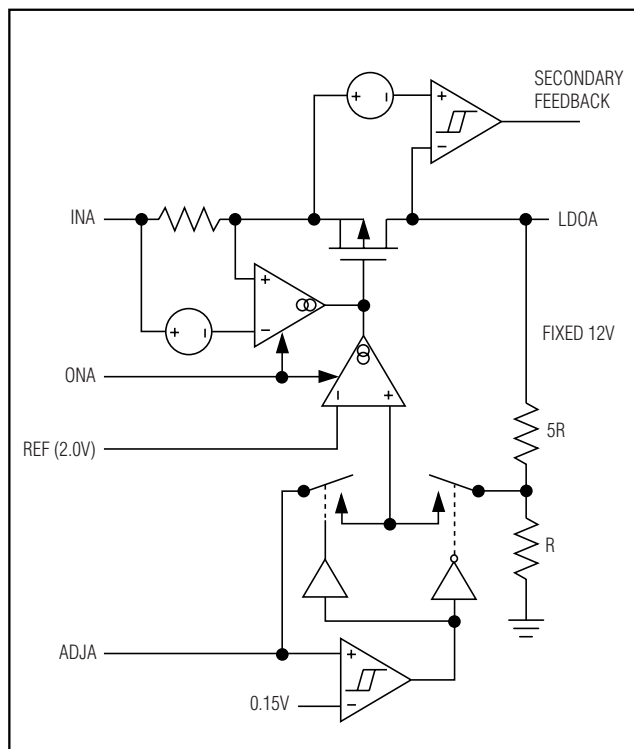 SECONDARY
FEEDBACK
INA
LDOA
FIXED 12V
ONA
5R
REF (2.0V)
R
ADJA
0.15V